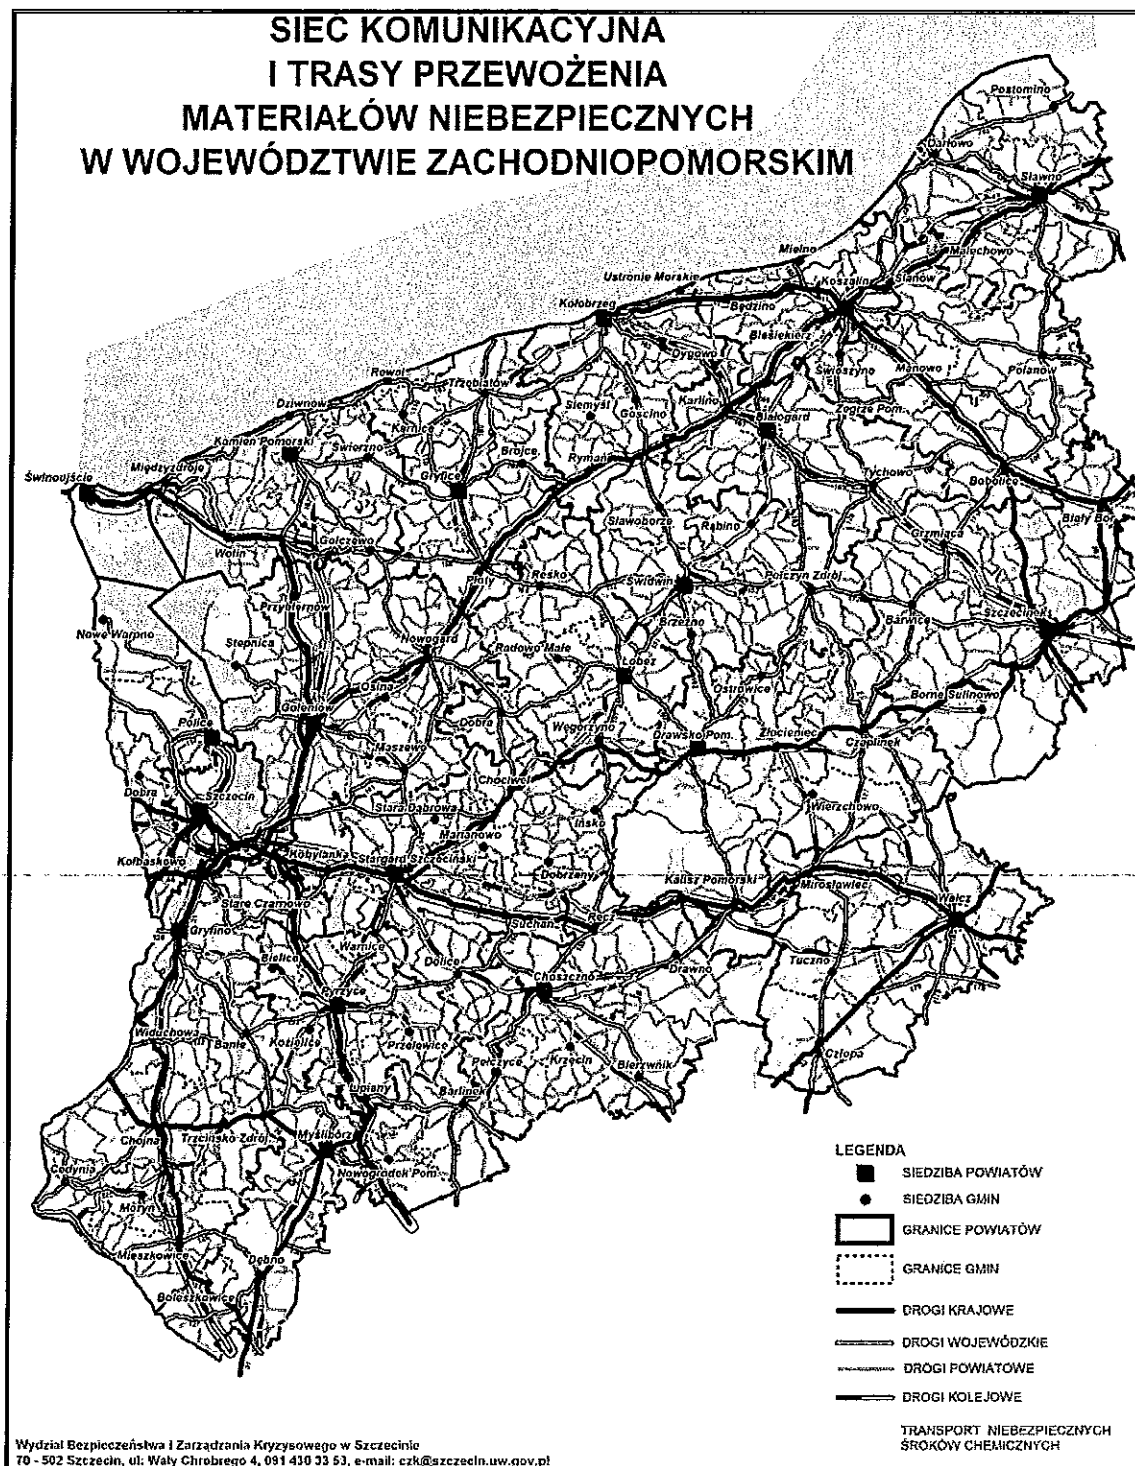 SIEĆ KOMUNIKACYJNA
I TRASY PRZEWOŻENIA
MATERIAŁÓW NIEBEZPIECZNYCH
W WOJEWÓDZTWIE ZACHODNIOPOMORSKIM
Postomino
Darłowo
Sławno
Malechowo
Mielno
Koszalin
Sianów
Ustronie Morskie
Kołobrzeg
Będzino
Biesiekierz
Dygowo
Świeszyno
Manowo
Polanów
Rewal
Trzebiatów
Siemyśl
Gościno
Karlino
Białogard
Zegrze Pom.
Dziwnów
Karnice
Kamień Pomorski
Świerzno
Brojce
Rymań
Tychowo
Bobolice
Międzyzdroje
Świnoujście
Gryfice
Sławoborze
Rąbino
Biały Bór
Wolin
Golczewo
Grzmiąca
Płoty
Resko
Świdwin
Połczyn Zdrój
Szczecinek
Przybiernów
Brzeżno
Barwice
Nowe Warpno
Stepnica
Nowogard
Radowo Małe
Łobez
Ostrowice
Borne Sulinowo
Osina
Goleniów
Police
Dobra
Węgorzyno
Drawsko Pom.
Złocieniec
Czaplinek
Maszewo
Chociwel
Dobra
Szczecin
Stara Dąbrowa
Marianowo
Ińsko
Wierzchowo
Kołbaskowo
Kobylanka
Stargard Szczeciński
Dobrzany
Kalisz Pomorski
Mirosławiec
Wałcz
Stare Czarnowo
Gryfino
Suchań
Recz
Warnice
Bielice
Dolice
Choszczno
Drawno
Tuczno
Pyrzyce
Widuchowa
Banie
Kozielice
Przelewice
Pełczyce
Krzęcin
Bierzwnik
Człopa
Lipiany
Barlinek
Chojna
Trzcińsko Zdrój
Myślibórz
Nowogródek Pom.
Cedynia
Moryń
Mieszkowice
Dębno
Boleszkowice
LEGENDA
SIEDZIBA POWIATÓW
SIEDZIBA GMIN
GRANICE POWIATÓW
GRANICE GMIN
DROGI KRAJOWE
DROGI WOJEWÓDZKIE
DROGI POWIATOWE
DROGI KOLEJOWE
TRANSPORT NIEBEZPIECZNYCH
ŚROKÓW CHEMICZNYCH
Wydział Bezpieczeństwa i Zarządzania Kryzysowego w Szczecinie
70 - 502 Szczecin, ul: Wały Chrobrego 4, 091 430 33 53, e-mail: czk@szczecin.uw.gov.pl